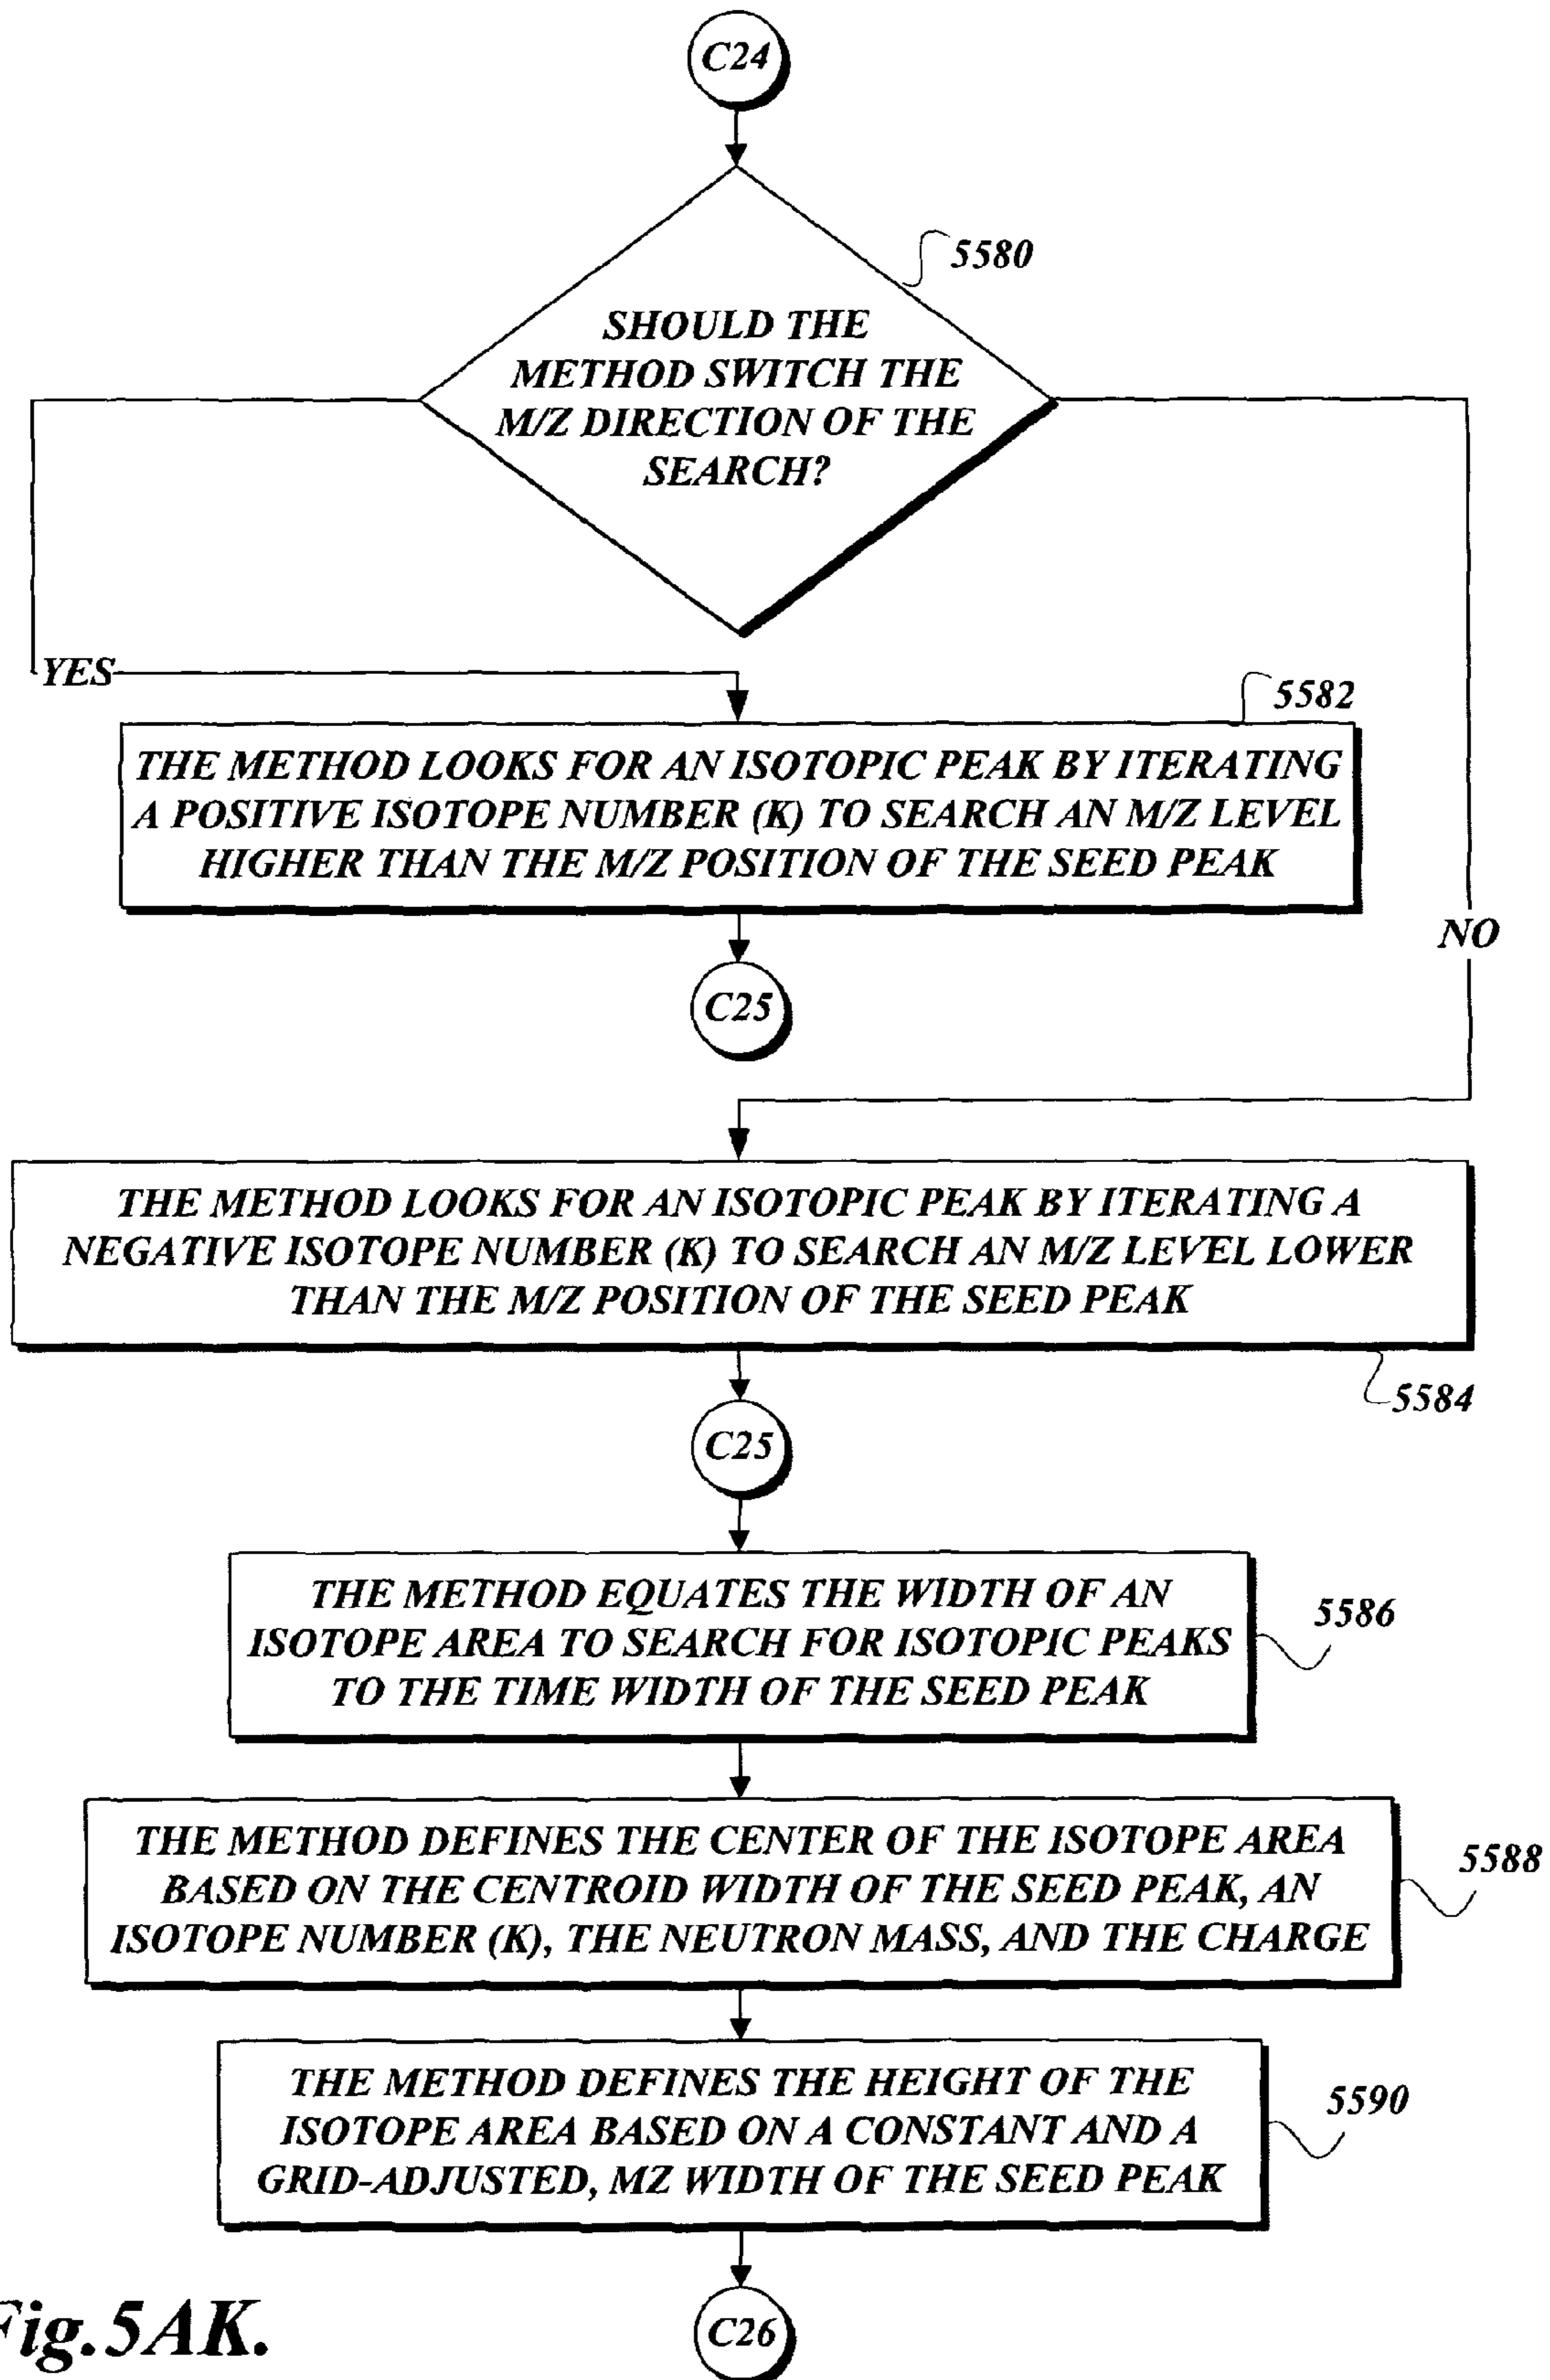 C24
5580
SHOULD THE
METHOD SWITCH THE
M/Z DIRECTION OF THE
SEARCH?
YES
5582
THE METHOD LOOKS FOR AN ISOTOPIC PEAK BY ITERATING
A POSITIVE ISOTOPE NUMBER (K) TO SEARCH AN M/Z LEVEL
HIGHER THAN THE M/Z POSITION OF THE SEED PEAK
NO
C25
THE METHOD LOOKS FOR AN ISOTOPIC PEAK BY ITERATING A
NEGATIVE ISOTOPE NUMBER (K) TO SEARCH AN M/Z LEVEL LOWER
THAN THE M/Z POSITION OF THE SEED PEAK
5584
C25
THE METHOD EQUATES THE WIDTH OF AN
ISOTOPE AREA TO SEARCH FOR ISOTOPIC PEAKS
TO THE TIME WIDTH OF THE SEED PEAK
5586
THE METHOD DEFINES THE CENTER OF THE ISOTOPE AREA
BASED ON THE CENTROID WIDTH OF THE SEED PEAK, AN
ISOTOPE NUMBER (K), THE NEUTRON MASS, AND THE CHARGE
5588
THE METHOD DEFINES THE HEIGHT OF THE
ISOTOPE AREA BASED ON A CONSTANT AND A
GRID-ADJUSTED, MZ WIDTH OF THE SEED PEAK
5590
C26
Fig.5AK.